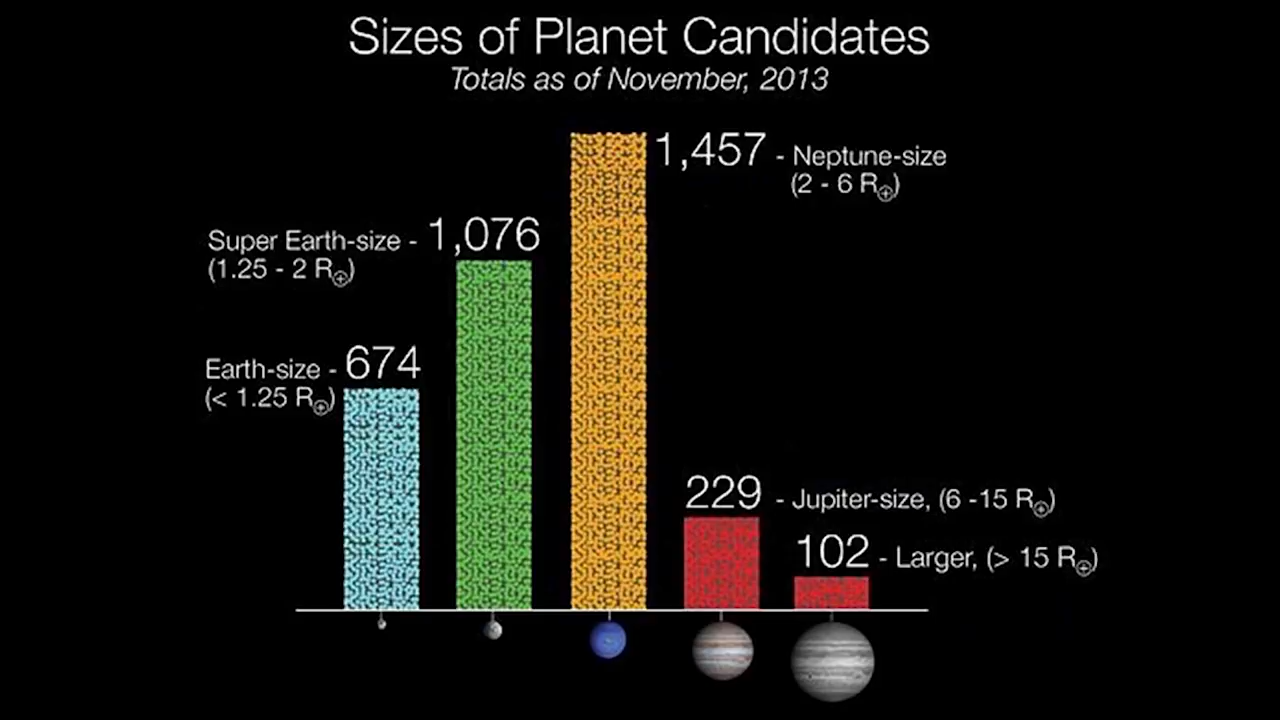 Sizes of Planet Candidates
Totals as of November, 2013
1,457 - Neptune-size
(2 - 6 R⊕)
Super Earth-size - 1,076
(1.25 - 2 R⊕)
Earth-size - 674
(< 1.25 R⊕)
229 - Jupiter-size, (6 -15 R⊕)
102 - Larger, (> 15 R⊕)